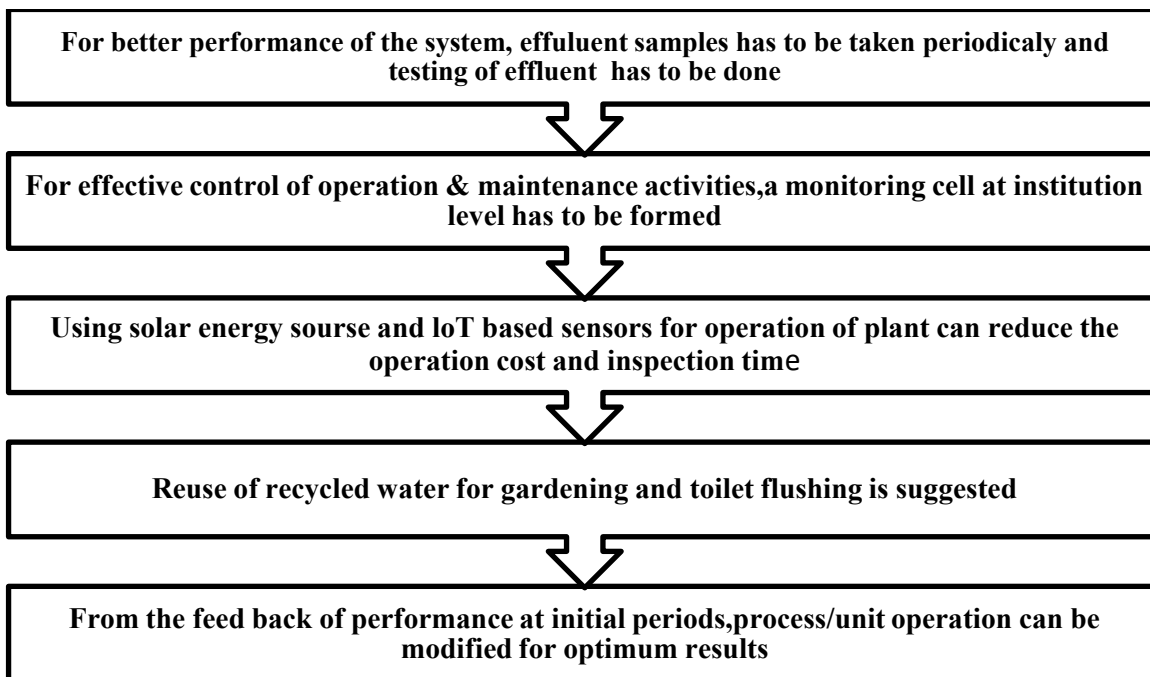 For better performance of the system, effuluent samples has to be taken periodicaly and
testing of effluent has to be done
For effective control of operation & maintenance activities,a monitoring cell at institution
level has to be formed
Using solar energy sourse and loT based sensors for operation of plant can reduce the
operation cost and inspection time
Reuse of recycled water for gardening and toilet flushing is suggested
From the feed back of performance at initial periods,process/unit operation can be
modified for optimum results